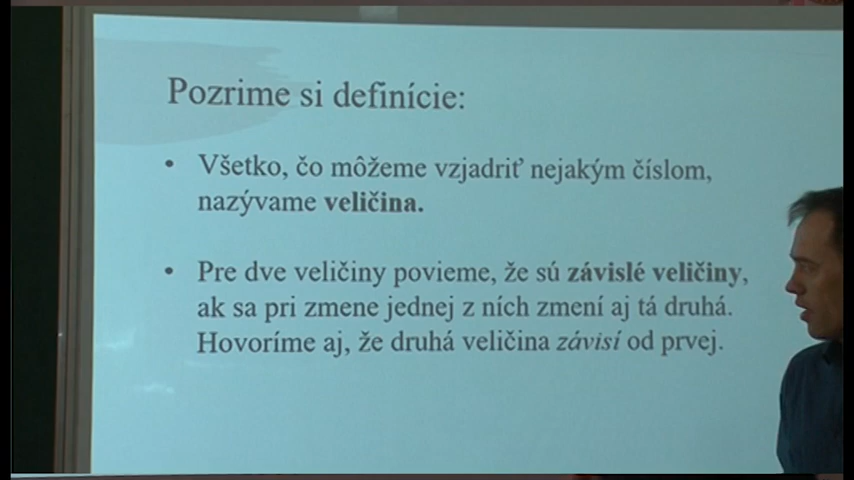 Pozrime si definície:
• Všetko, čo môžeme vzjadriť nejakým číslom,
nazývame veličina.
• Pre dve veličiny povieme, že sú závislé veličiny,
ak sa pri zmene jednej z nich zmení aj tá druhá.
Hovoríme aj, že druhá veličina závisí od prvej.